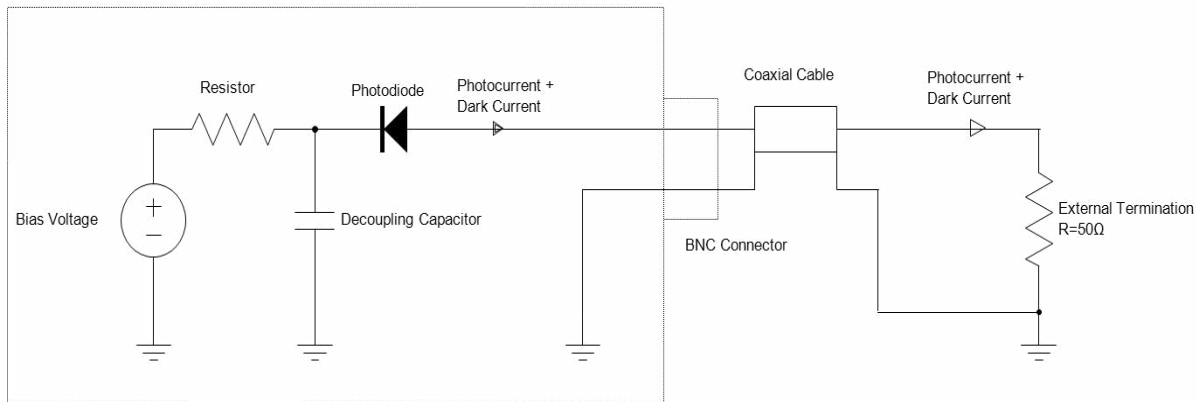 Resistor
Photodiode
Photocurrent +
Dark Current
Coaxial Cable
Photocurrent +
Dark Current
+
−
Bias Voltage
Decoupling Capacitor
BNC Connector
External Termination
R=50Ω